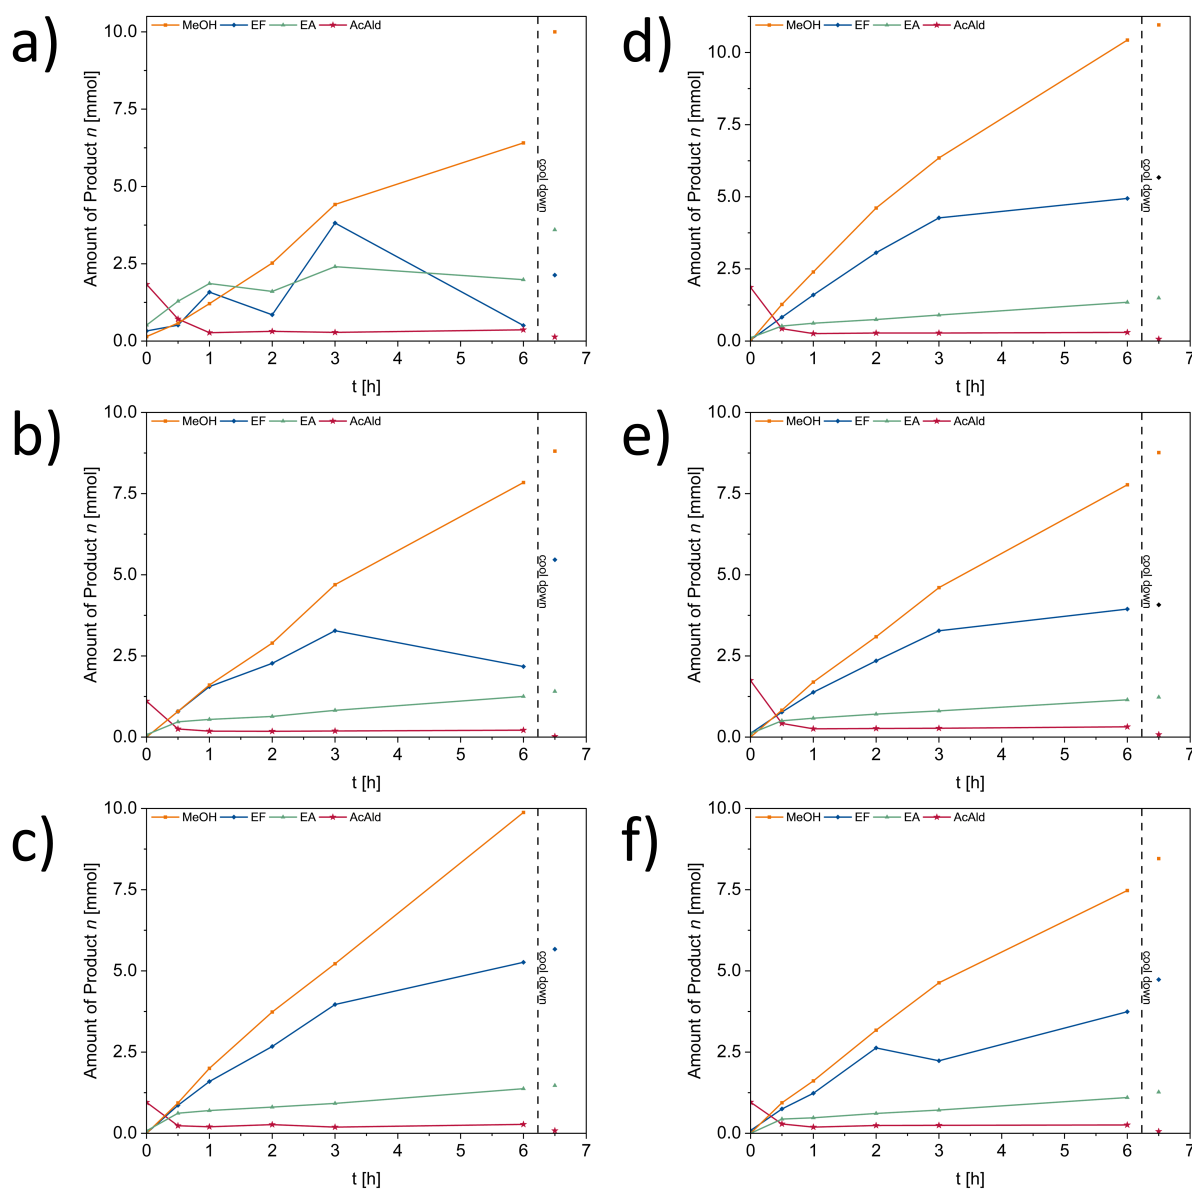 a)
MeOH EF EA AcAld
10.0
7.5
5.0
2.5
0.0
0 1 2 3 4 5 6 7
Amount of Product n [mmol]
t [h]
cool down
d)
MeOH EF EA AcAld
10.0
7.5
5.0
2.5
0.0
0 1 2 3 4 5 6 7
Amount of Product n [mmol]
t [h]
cool down
b)
MeOH EF EA AcAld
10.0
7.5
5.0
2.5
0.0
0 1 2 3 4 5 6 7
Amount of Product n [mmol]
t [h]
cool down
e)
MeOH EF EA AcAld
10.0
7.5
5.0
2.5
0.0
0 1 2 3 4 5 6 7
Amount of Product n [mmol]
t [h]
cool down
c)
MeOH EF EA AcAld
10.0
7.5
5.0
2.5
0.0
0 1 2 3 4 5 6 7
Amount of Product n [mmol]
t [h]
cool down
f)
MeOH EF EA AcAld
10.0
7.5
5.0
2.5
0.0
0 1 2 3 4 5 6 7
Amount of Product n [mmol]
t [h]
cool down